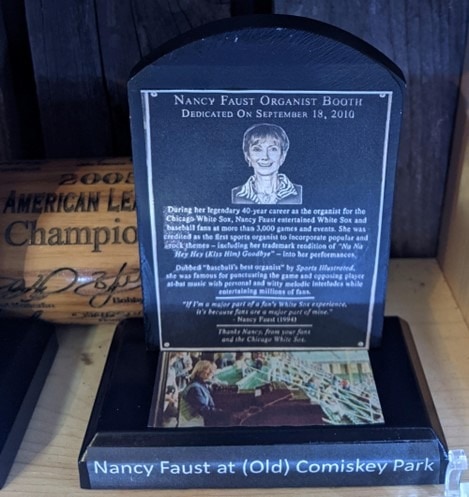 NANCY FAUST ORGANIST BOOTH
DEDICATED ON SEPTEMBER 18, 2010
During her legendary 40-year career as the organist for the
Chicago White Sox, Nancy Faust entertained White Sox and
baseball fans at more than 3,000 games and events. She was
credited as the first sports organist to incorporate popular and
rock themes – including her trademark rendition of "Na Na
Hey Hey (Kiss Him) Goodbye" – into her performances.
Dubbed "baseball's best organist" by Sports Illustrated,
she was famous for punctuating the game and opposing player
at-bat music with personal and witty melodic interludes while
entertaining millions of fans.
"If I'm a major part of a fan's White Sox experience,
it's because fans are a major part of mine."
- Nancy Faust (1994)
Thanks Nancy, from your fans
and the Chicago White Sox.
Nancy Faust at (Old) Comiskey Park
2005
AMERICAN LEA
Champio